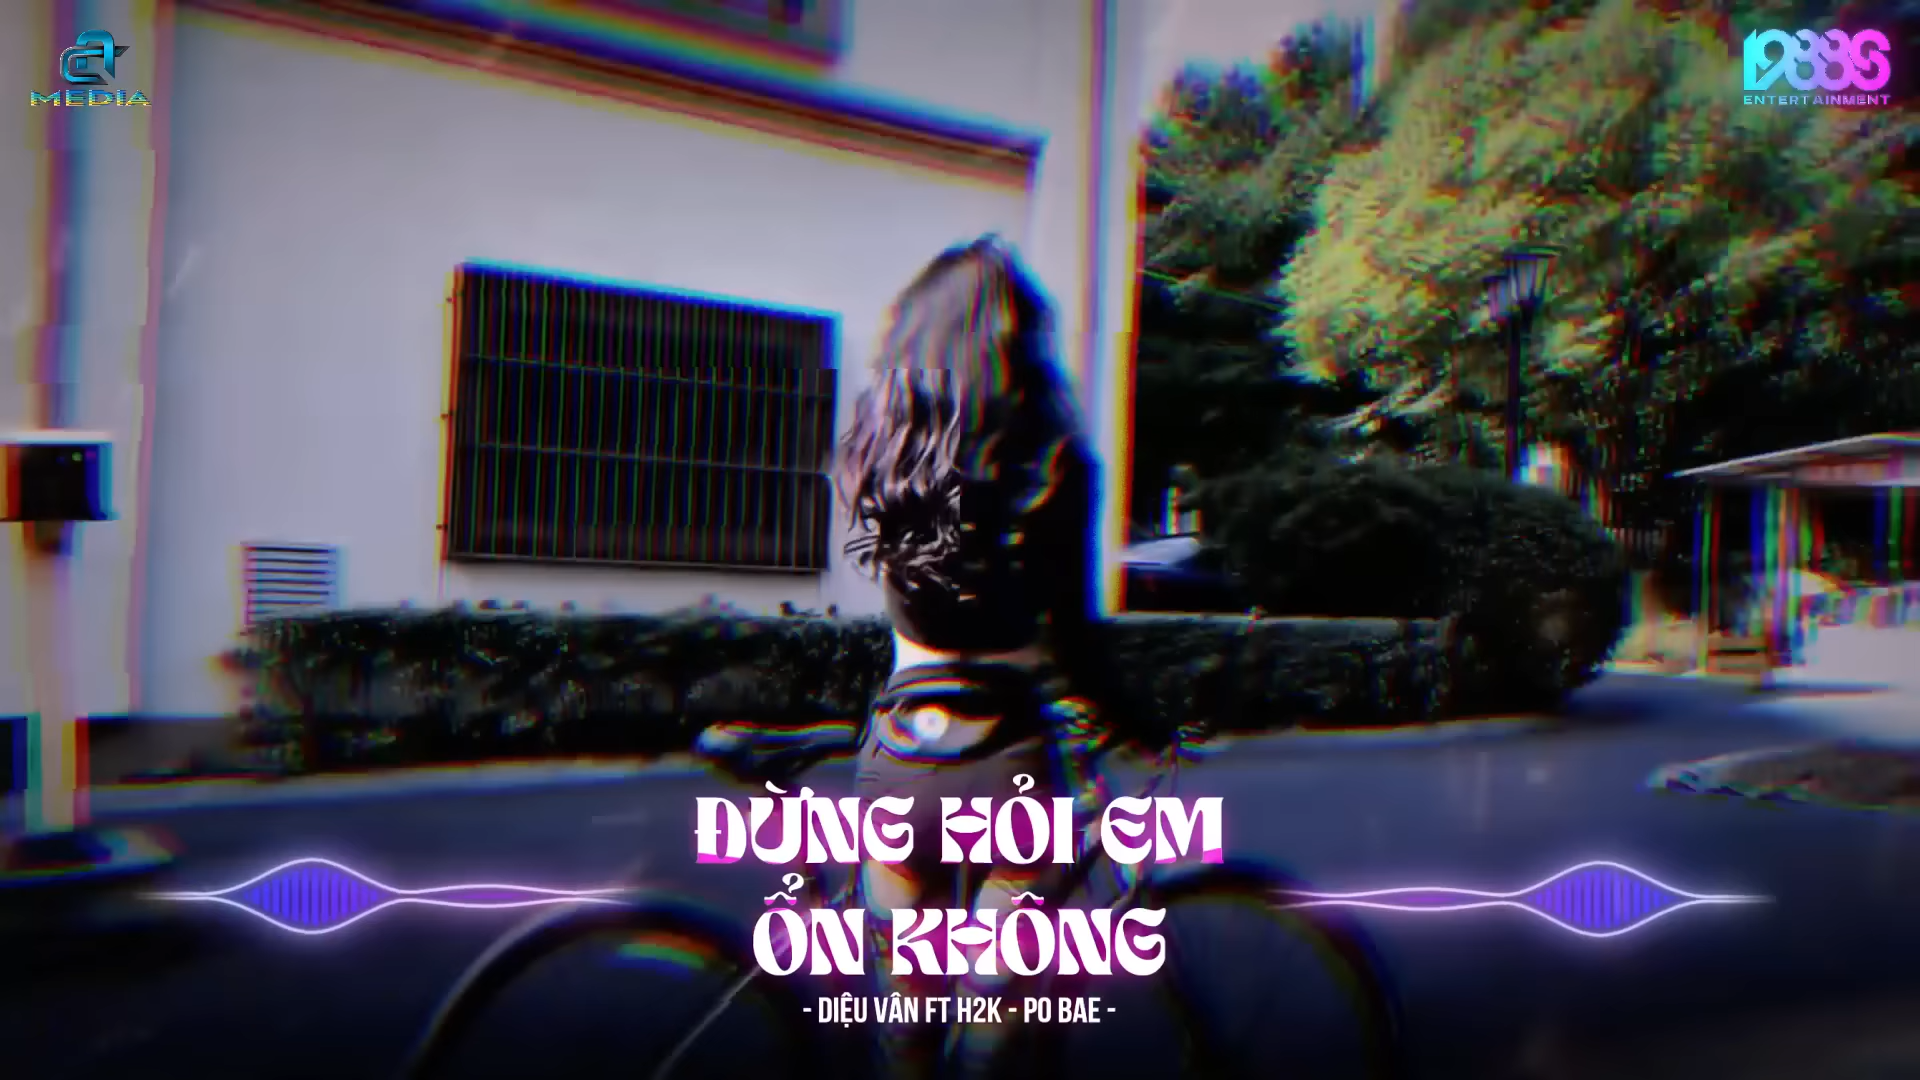 MEDIA
1988S
ENTERTAINMENT
ĐỪNG HỎI EM
ỔN KHÔNG
- DIỆU VÂN FT H2K - PO BAE -